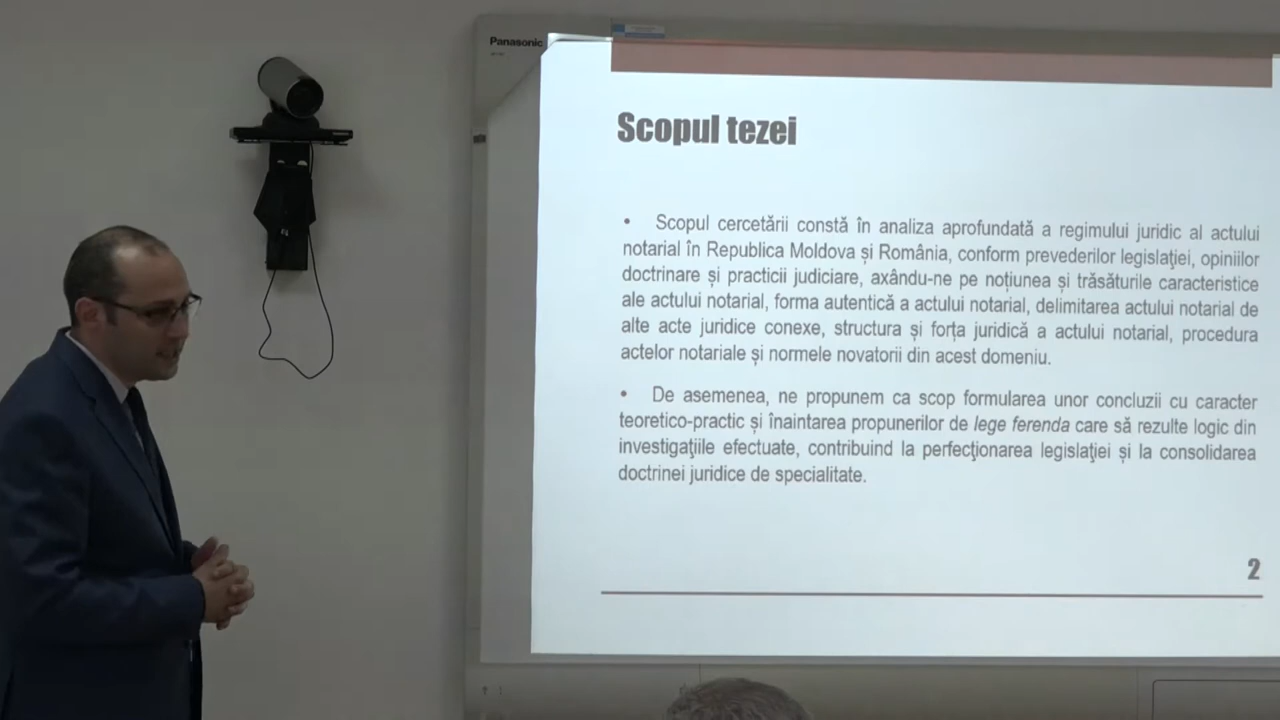 Panasonic
Scopul tezei
• Scopul cercetării constă în analiza aprofundată a regimului juridic al actului
notarial în Republica Moldova și România, conform prevederilor legislaţiei, opiniilor
doctrinare și practicii judiciare, axându-ne pe noțiunea și trăsăturile caracteristice
ale actului notarial, forma autentică a actului notarial, delimitarea actului notarial de
alte acte juridice conexe, structura și forța juridică a actului notarial, procedura
actelor notariale și normele novatorii din acest domeniu.
• De asemenea, ne propunem ca scop formularea unor concluzii cu caracter
teoretico-practic și înaintarea propunerilor de lege ferenda care să rezulte logic din
investigaţiile efectuate, contribuind la perfecţionarea legislaţiei și la consolidarea
doctrinei juridice de specialitate.
2